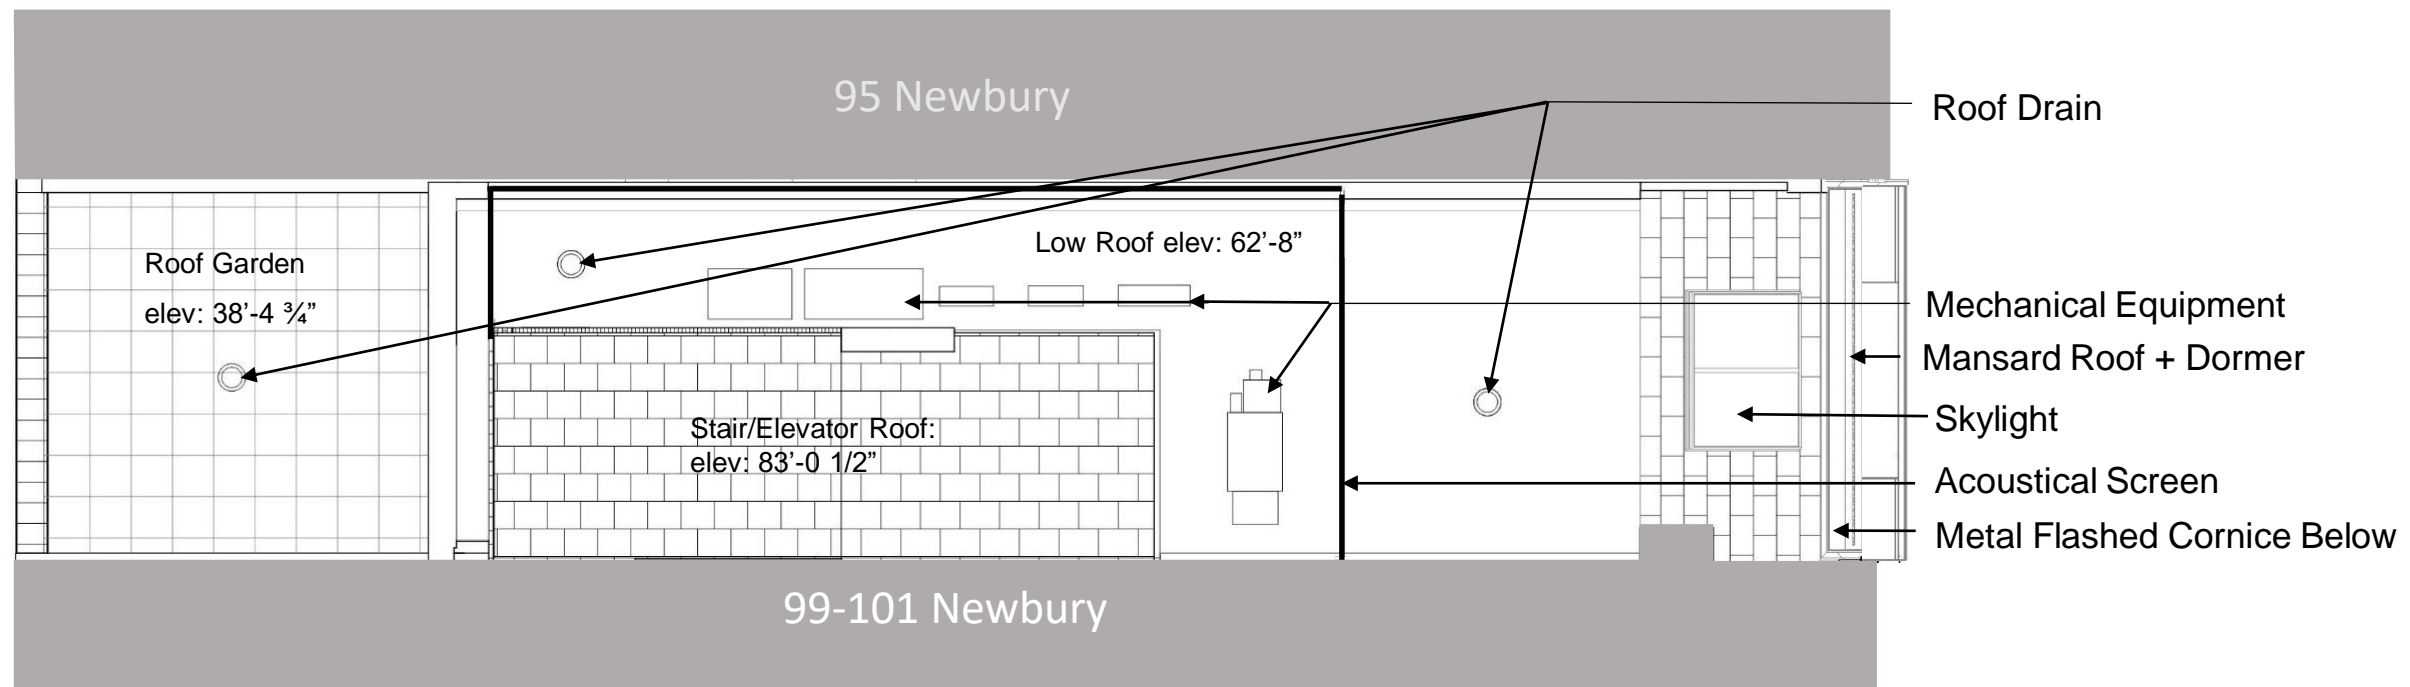 95 Newbury
Roof Drain
Low Roof elev: 62’-8”
Roof Garden
elev: 38’-4 ¾”
Mechanical Equipment
Mansard Roof + Dormer
Skylight
Stair/Elevator Roof:
elev: 83’-0 1/2”
Acoustical Screen
Metal Flashed Cornice Below
99-101 Newbury